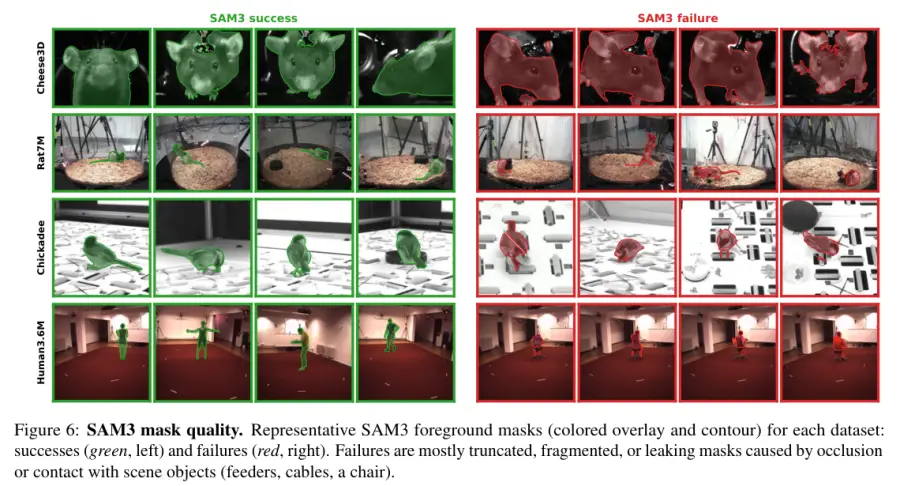 SAM3 success
SAM3 failure
Cheese3D
Rat7M
Chickadee
Human3.6M
Figure 6: SAM3 mask quality. Representative SAM3 foreground masks (colored overlay and contour) for each dataset:
successes (green, left) and failures (red, right). Failures are mostly truncated, fragmented, or leaking masks caused by occlusion
or contact with scene objects (feeders, cables, a chair).